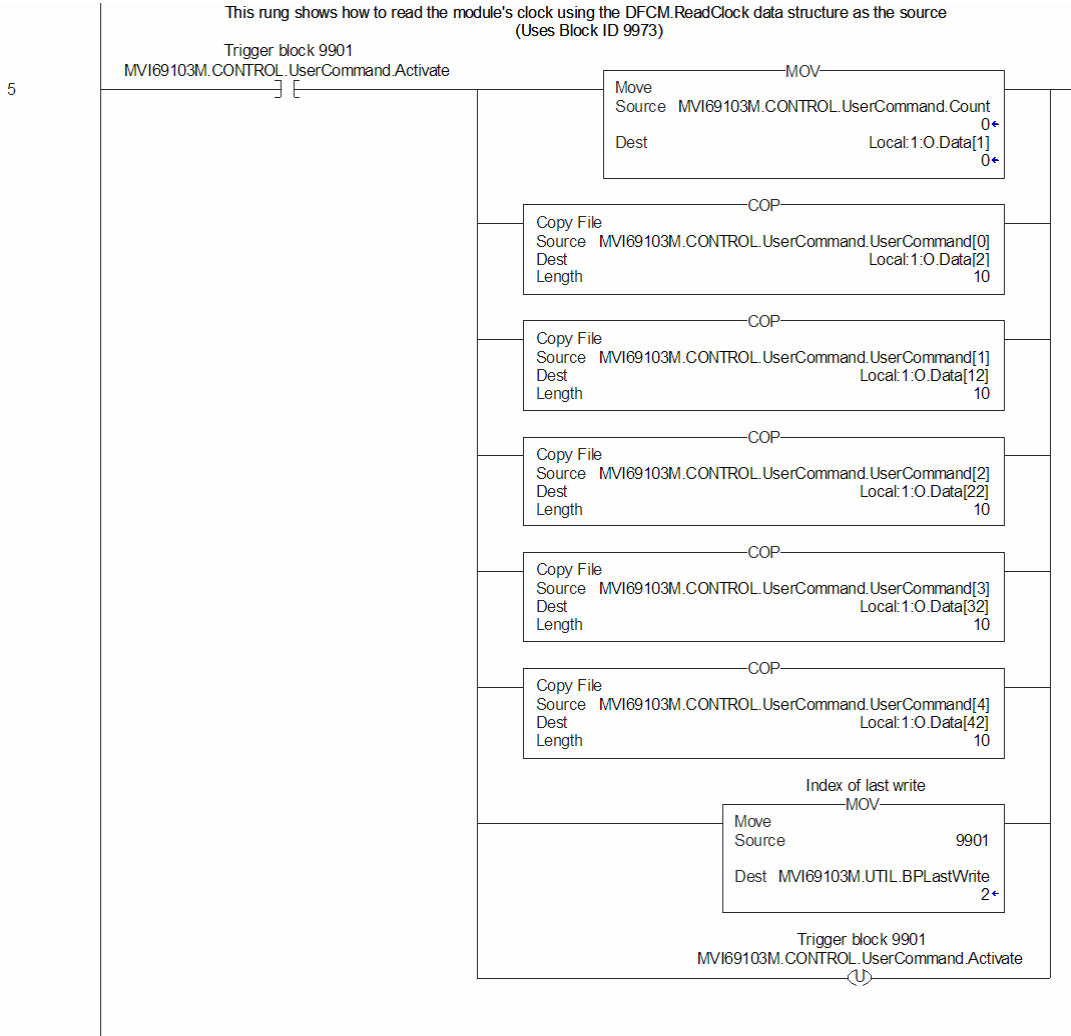 This rung shows how to read the module's clock using the DFCM.ReadClock data structure as the source
(Uses Block ID 9973)
Trigger block 9901
MVI69103M.CONTROL.UserCommand.Activate
5
MOV
Move
Source MVI69103M.CONTROL.UserCommand.Count
0
Dest Local:1:O.Data[1]
0
COP
Copy File
Source MVI69103M.CONTROL.UserCommand.UserCommand[0]
Dest Local:1:O.Data[2]
Length 10
COP
Copy File
Source MVI69103M.CONTROL.UserCommand.UserCommand[1]
Dest Local:1:O.Data[12]
Length 10
COP
Copy File
Source MVI69103M.CONTROL.UserCommand.UserCommand[2]
Dest Local:1:O.Data[22]
Length 10
COP
Copy File
Source MVI69103M.CONTROL.UserCommand.UserCommand[3]
Dest Local:1:O.Data[32]
Length 10
COP
Copy File
Source MVI69103M.CONTROL.UserCommand.UserCommand[4]
Dest Local:1:O.Data[42]
Length 10
Index of last write
MOV
Move
Source 9901
Dest MVI69103M.UTIL.BPLastWrite
2
Trigger block 9901
MVI69103M.CONTROL.UserCommand.Activate
U